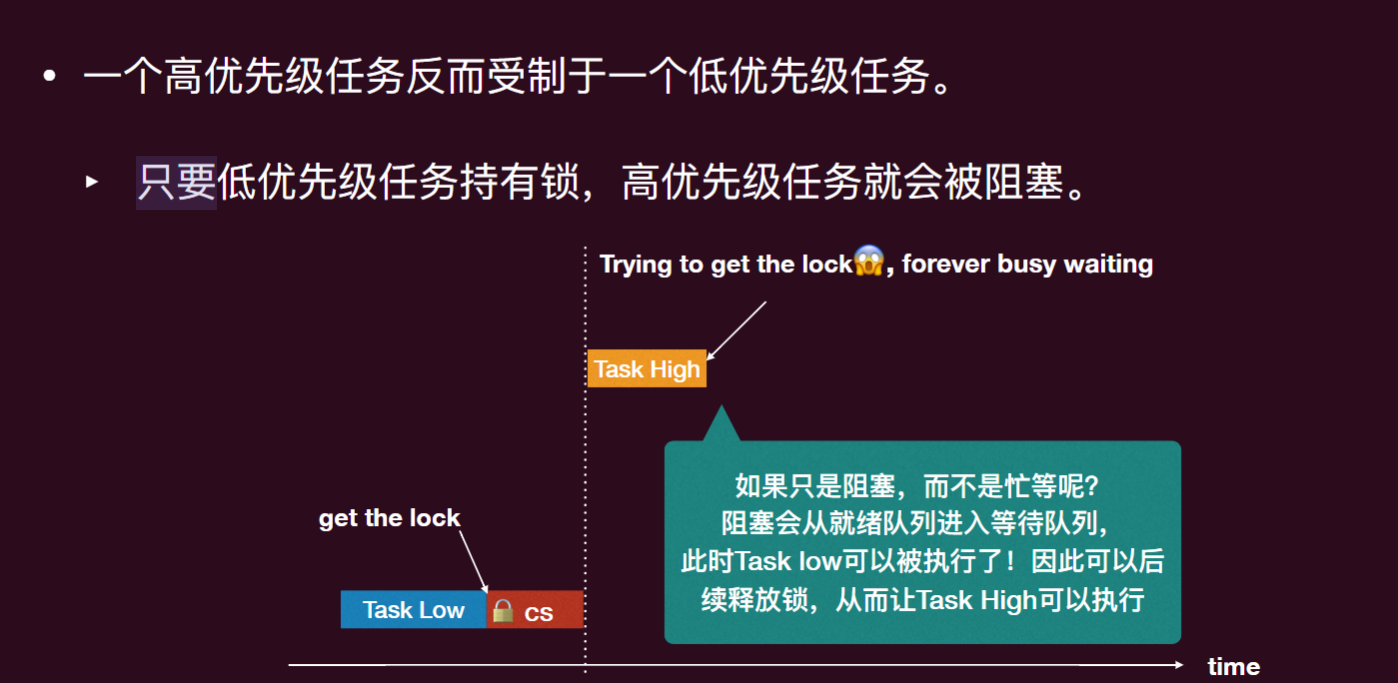 • 一个高优先级任务反而受制于一个低优先级任务。
▸ 只要低优先级任务持有锁，高优先级任务就会被阻塞。
Trying to get the lock😱, forever busy waiting
Task High
如果只是阻塞，而不是忙等呢？
阻塞会从就绪队列进入等待队列，
此时Task low可以被执行了！因此可以后
续释放锁，从而让Task High可以执行
get the lock
Task Low
🔒 cs
time